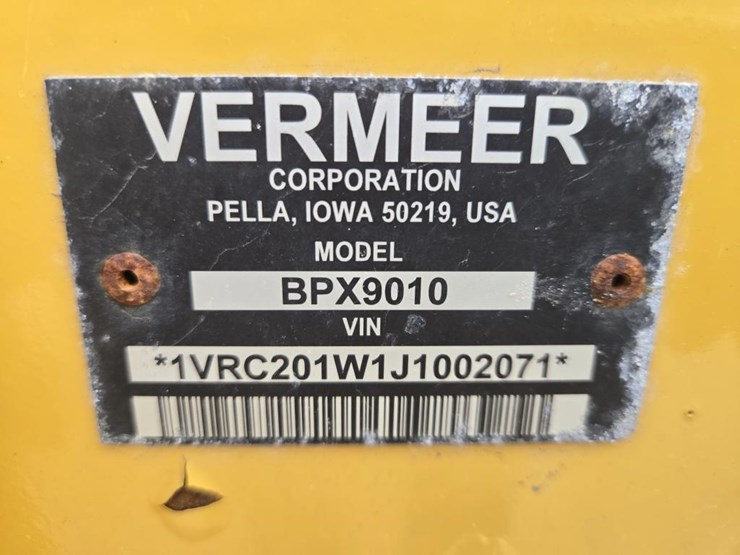 VERMEER
CORPORATION
PELLA, IOWA 50219, USA
MODEL
BPX9010
VIN
*1VRC201W1J1002071*